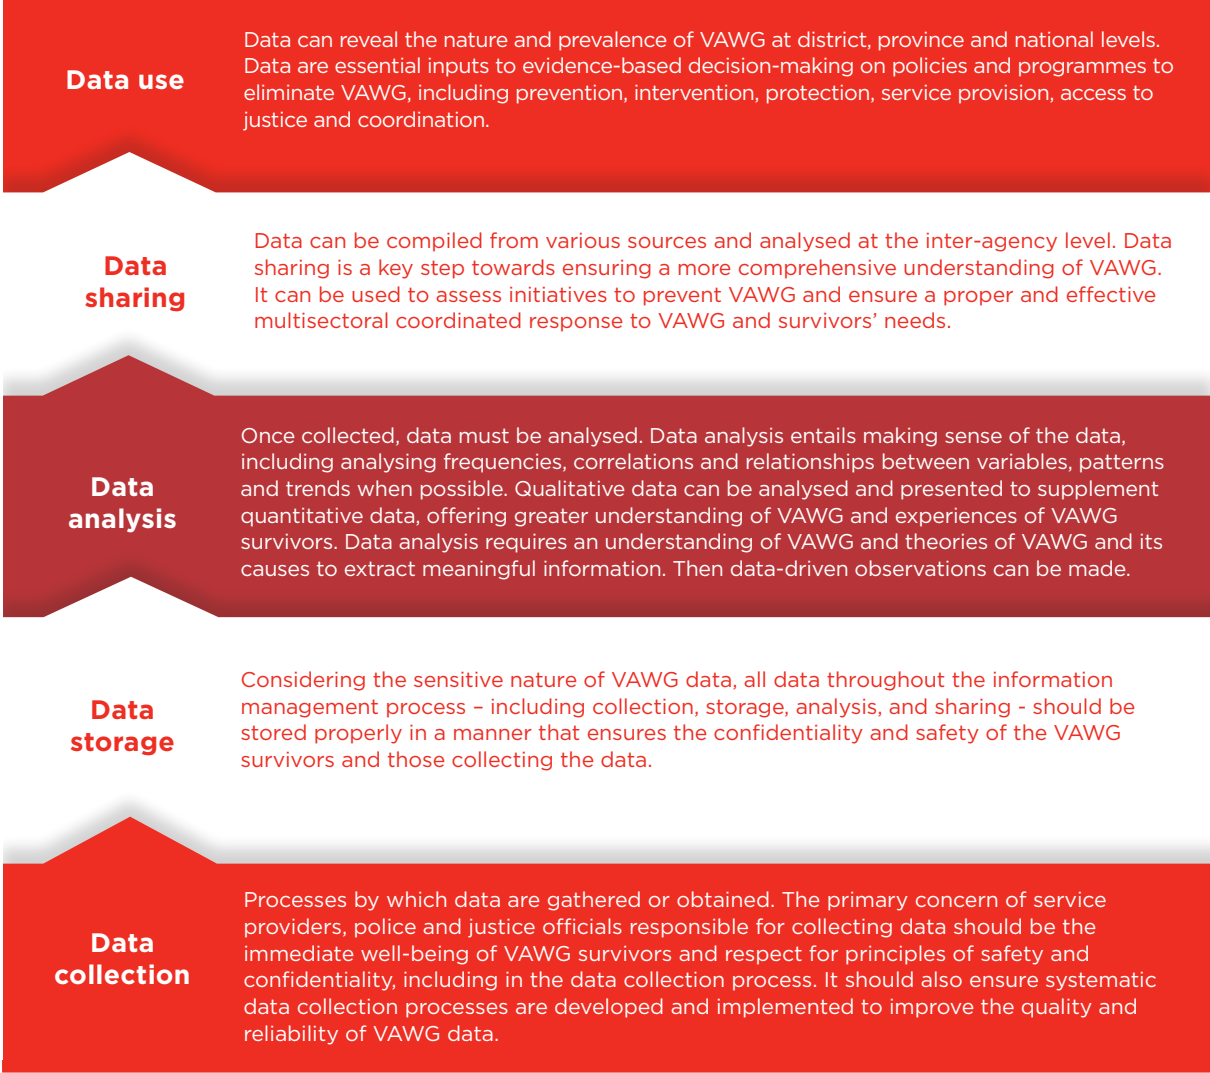 Data use
Data can reveal the nature and prevalence of VAWG at district, province and national levels.
Data are essential inputs to evidence-based decision-making on policies and programmes to
eliminate VAWG, including prevention, intervention, protection, service provision, access to
justice and coordination.
Data
sharing
Data can be compiled from various sources and analysed at the inter-agency level. Data
sharing is a key step towards ensuring a more comprehensive understanding of VAWG.
It can be used to assess initiatives to prevent VAWG and ensure a proper and effective
multisectoral coordinated response to VAWG and survivors’ needs.
Data
analysis
Once collected, data must be analysed. Data analysis entails making sense of the data,
including analysing frequencies, correlations and relationships between variables, patterns
and trends when possible. Qualitative data can be analysed and presented to supplement
quantitative data, offering greater understanding of VAWG and experiences of VAWG
survivors. Data analysis requires an understanding of VAWG and theories of VAWG and its
causes to extract meaningful information. Then data-driven observations can be made.
Data
storage
Considering the sensitive nature of VAWG data, all data throughout the information
management process – including collection, storage, analysis, and sharing - should be
stored properly in a manner that ensures the confidentiality and safety of the VAWG
survivors and those collecting the data.
Data
collection
Processes by which data are gathered or obtained. The primary concern of service
providers, police and justice officials responsible for collecting data should be the
immediate well-being of VAWG survivors and respect for principles of safety and
confidentiality, including in the data collection process. It should also ensure systematic
data collection processes are developed and implemented to improve the quality and
reliability of VAWG data.